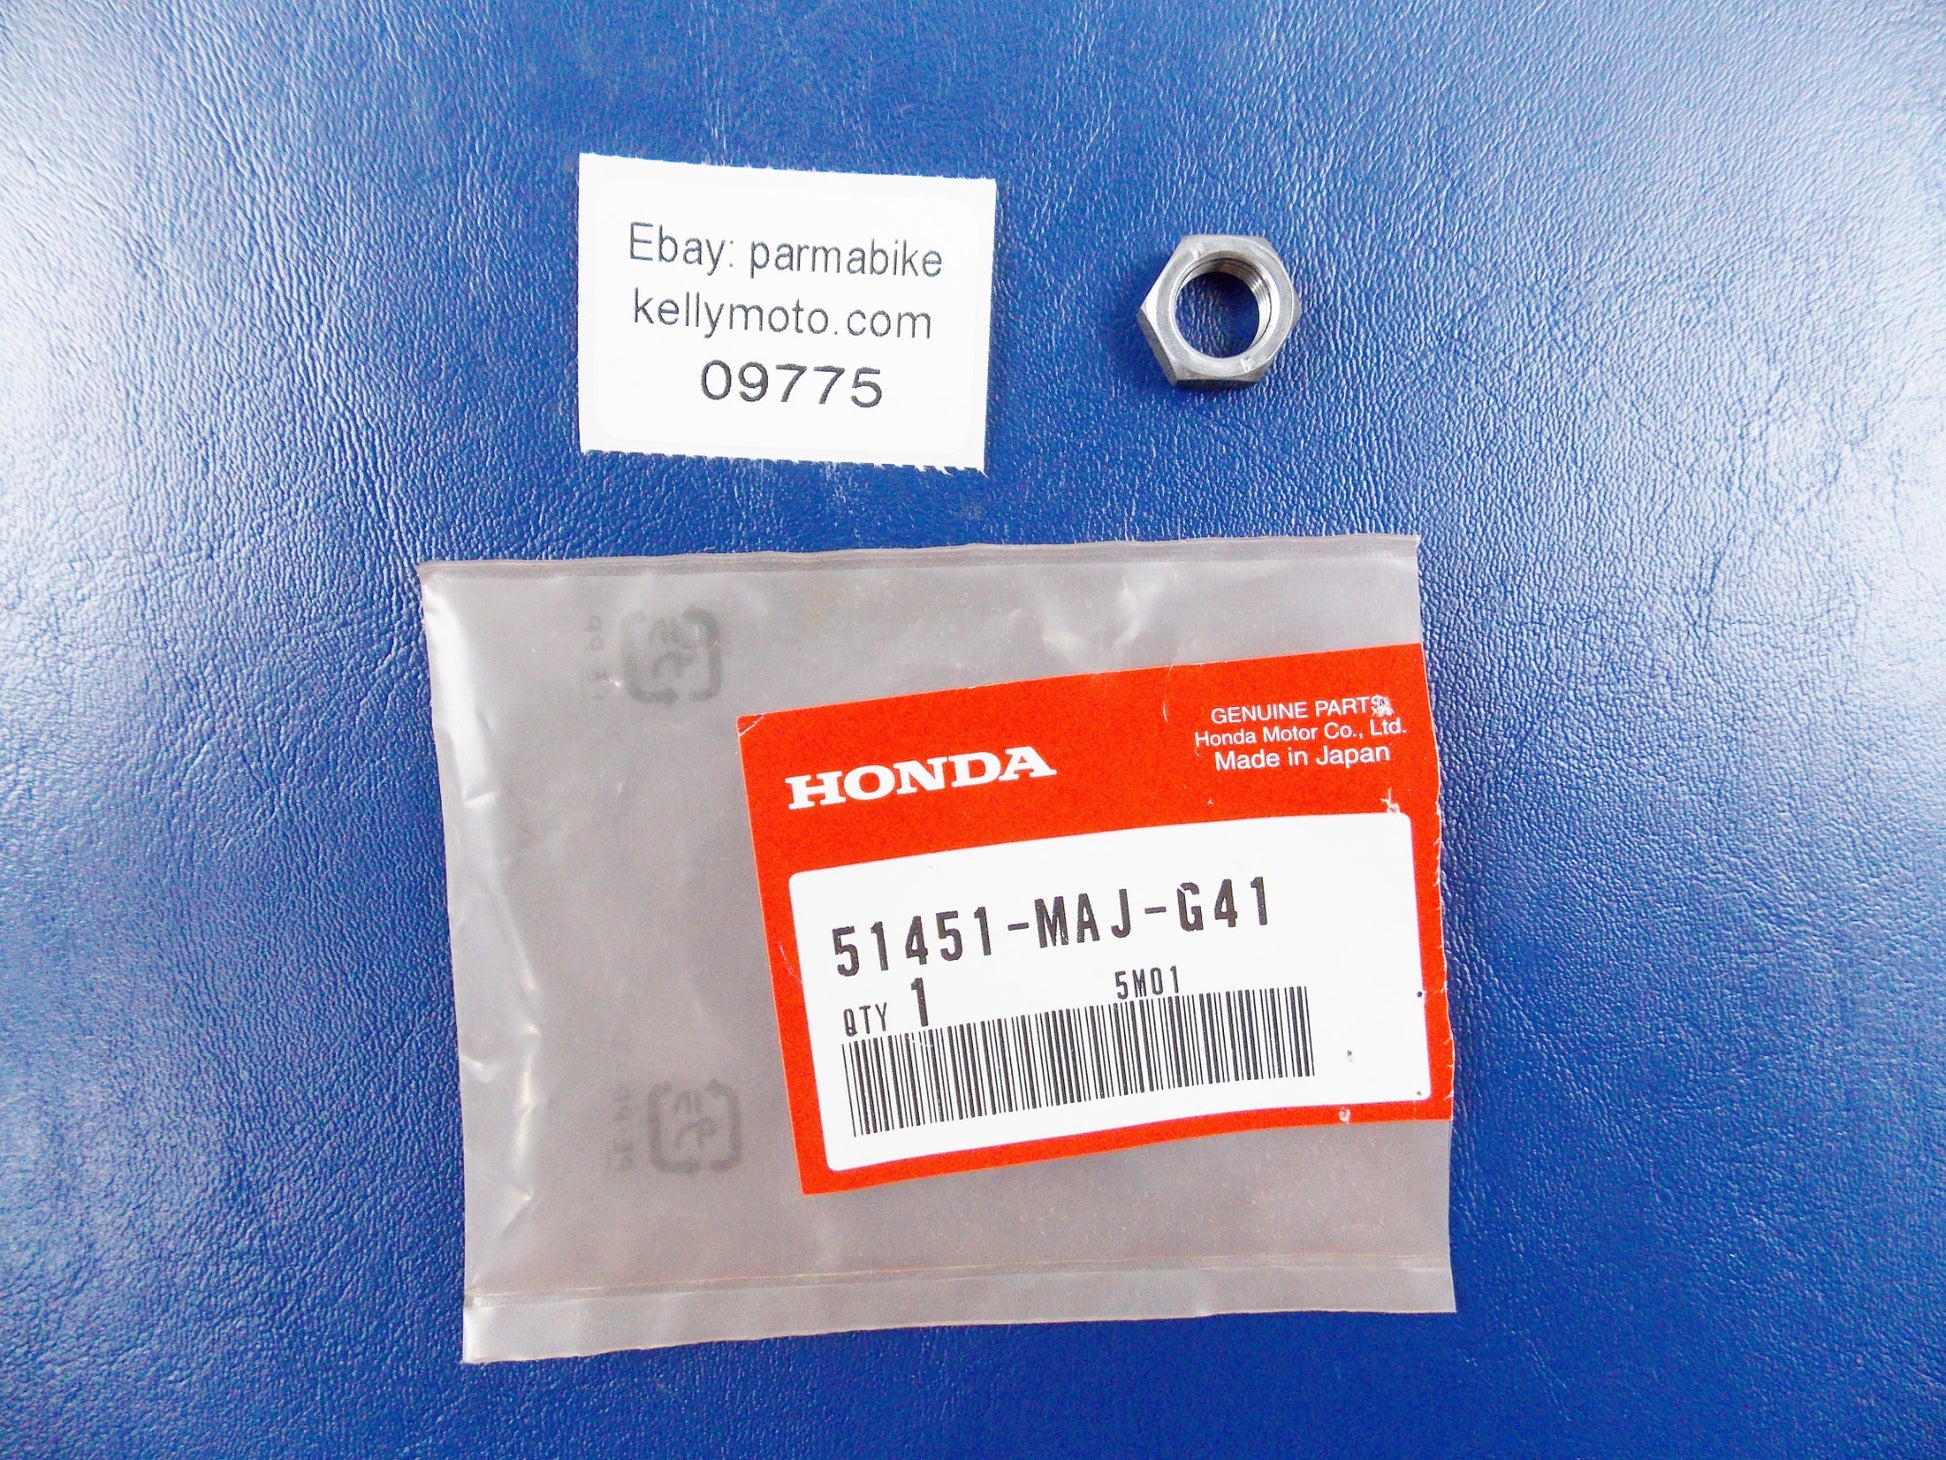 Ebay: parmabike
kellymoto.com
09775
HONDA
GENUINE PARTS
Honda Motor Co., Ltd.
Made in Japan
51451-MAJ-G41
QTY 1
5M01